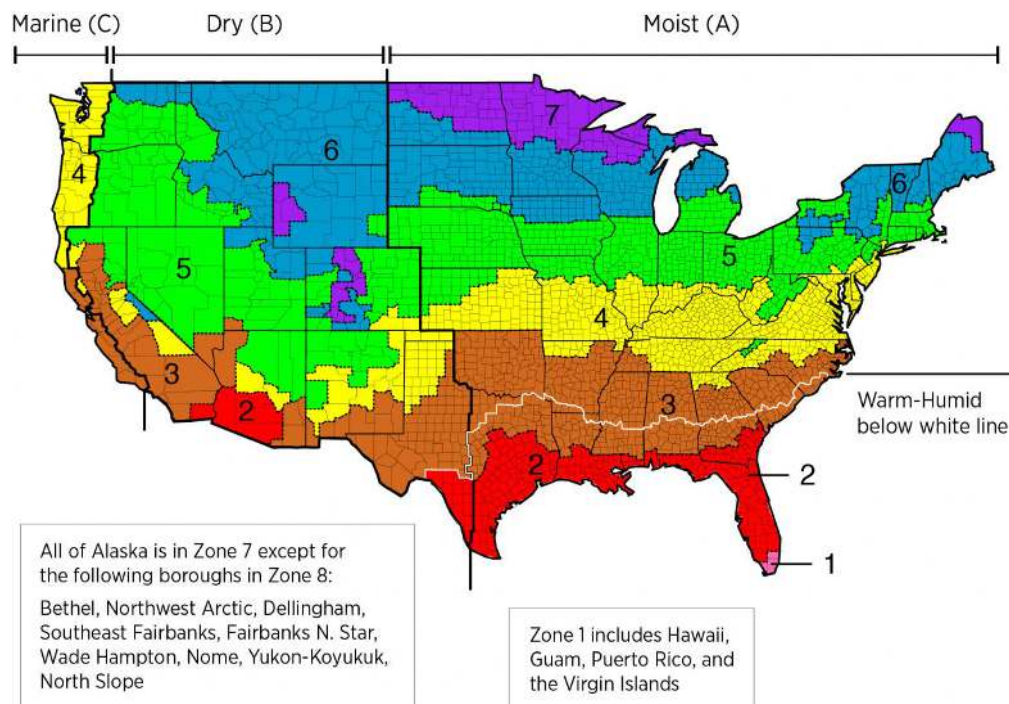 Marine (C)
Dry (B)
Moist (A)
7
6
6
4
5
5
4
3
3
2
2
Warm-Humid
below white line
2
1
All of Alaska is in Zone 7 except for
the following boroughs in Zone 8:
Bethel, Northwest Arctic, Dellingham,
Southeast Fairbanks, Fairbanks N. Star,
Wade Hampton, Nome, Yukon-Koyukuk,
North Slope
Zone 1 includes Hawaii,
Guam, Puerto Rico, and
the Virgin Islands